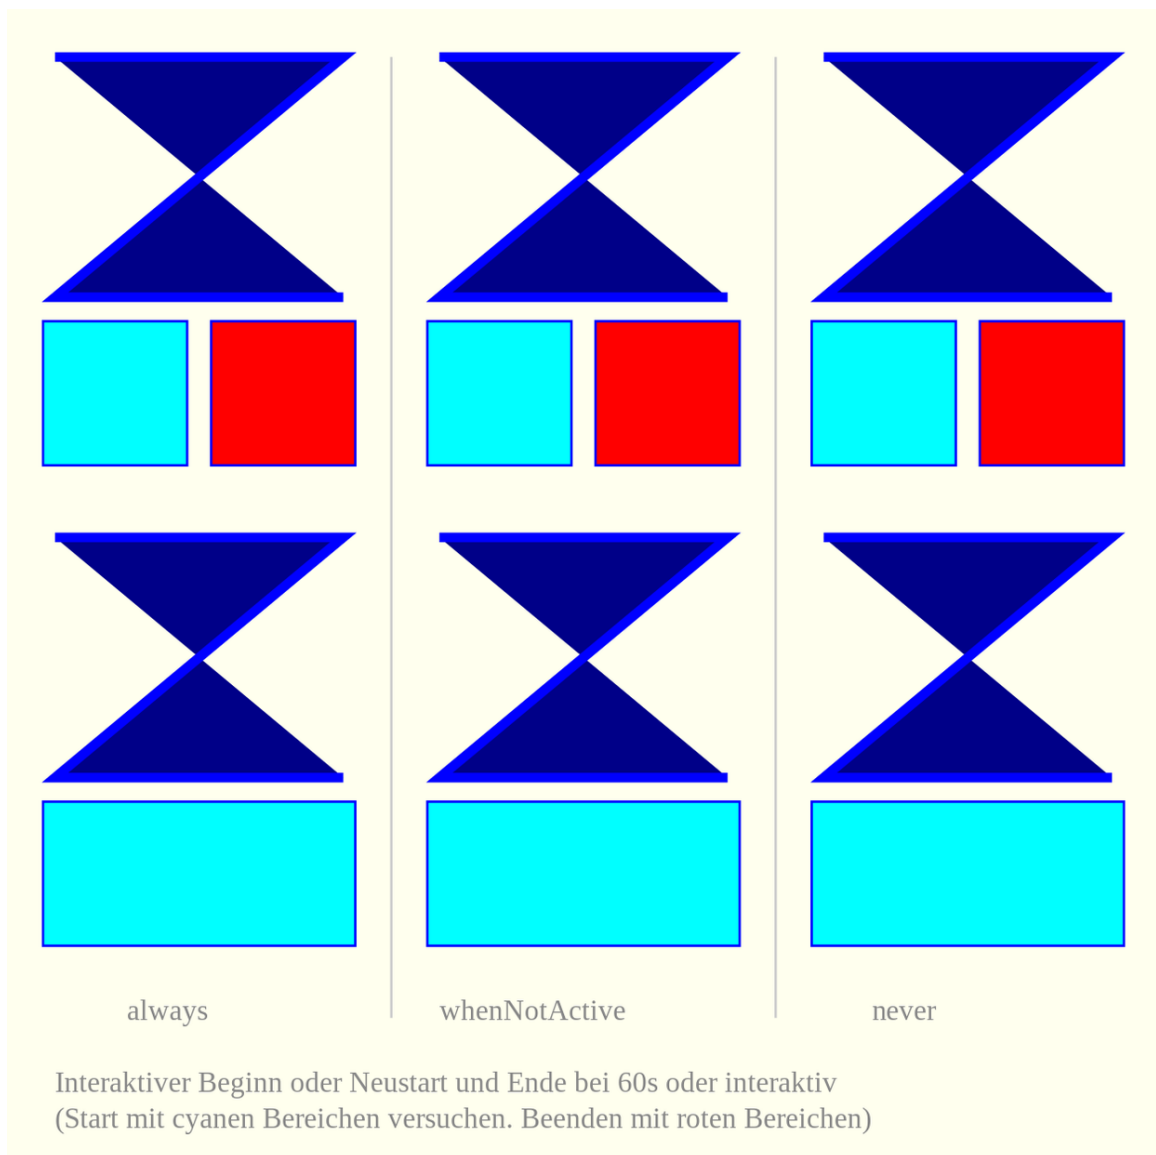 always
whenNotActive
never
Interaktiver Beginn oder Neustart und Ende bei 60s oder interaktiv
(Start mit cyanen Bereichen versuchen. Beenden mit roten Bereichen)